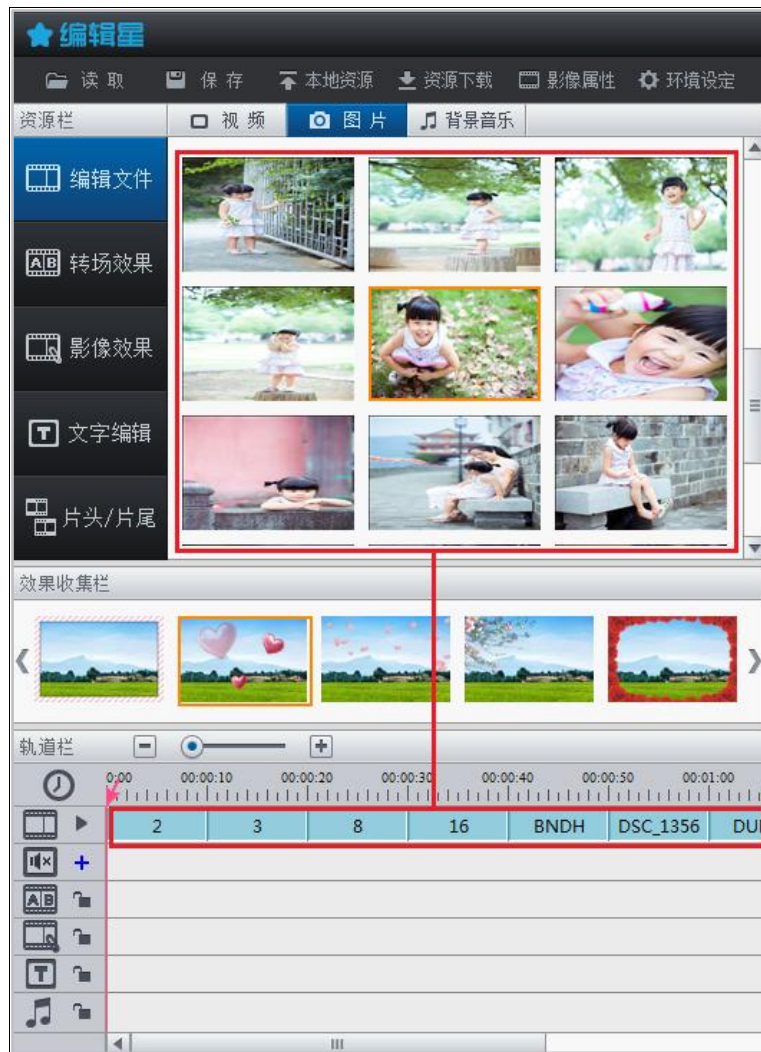 编辑星
读取 保存 本地资源 资源下载 影像属性 环境设定
资源栏 视频 图片 背景音乐
编辑文件
转场效果
影像效果
文字编辑
片头/片尾
效果收集栏
轨道栏
0:00 00:00:10 00:00:20 00:00:30 00:00:40 00:00:50 00:01:00
2 3 8 16 BNDH DSC_1356
AB
T